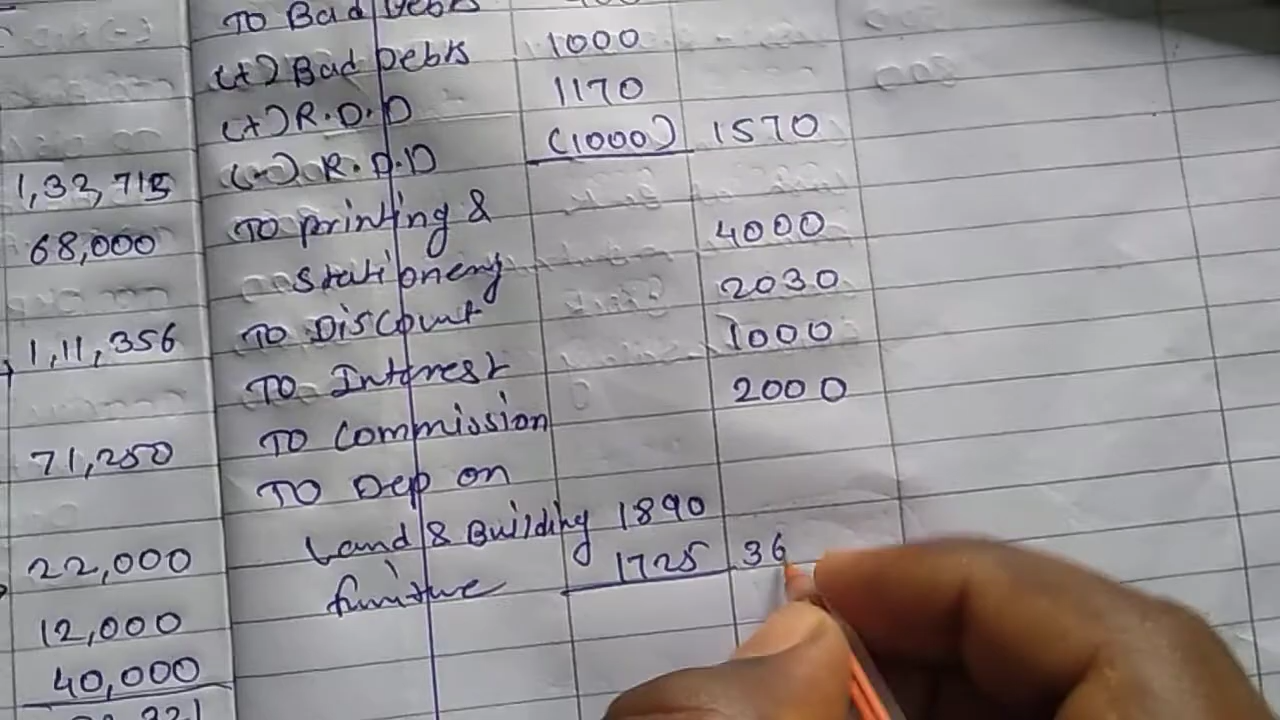 TO Bad Debts
(+) Bad Debts 1000
(+) R.D.D 1170
(-) R.D.D (1000) 1570
1,33,715
TO printing &
68,000
stationery 4000
TO Discount 2030
1,11,356
TO Interest 1000
TO Commission 2000
71,250
TO Dep on
Land & Building 1890
22,000
furniture 1725 36
12,000
40,000